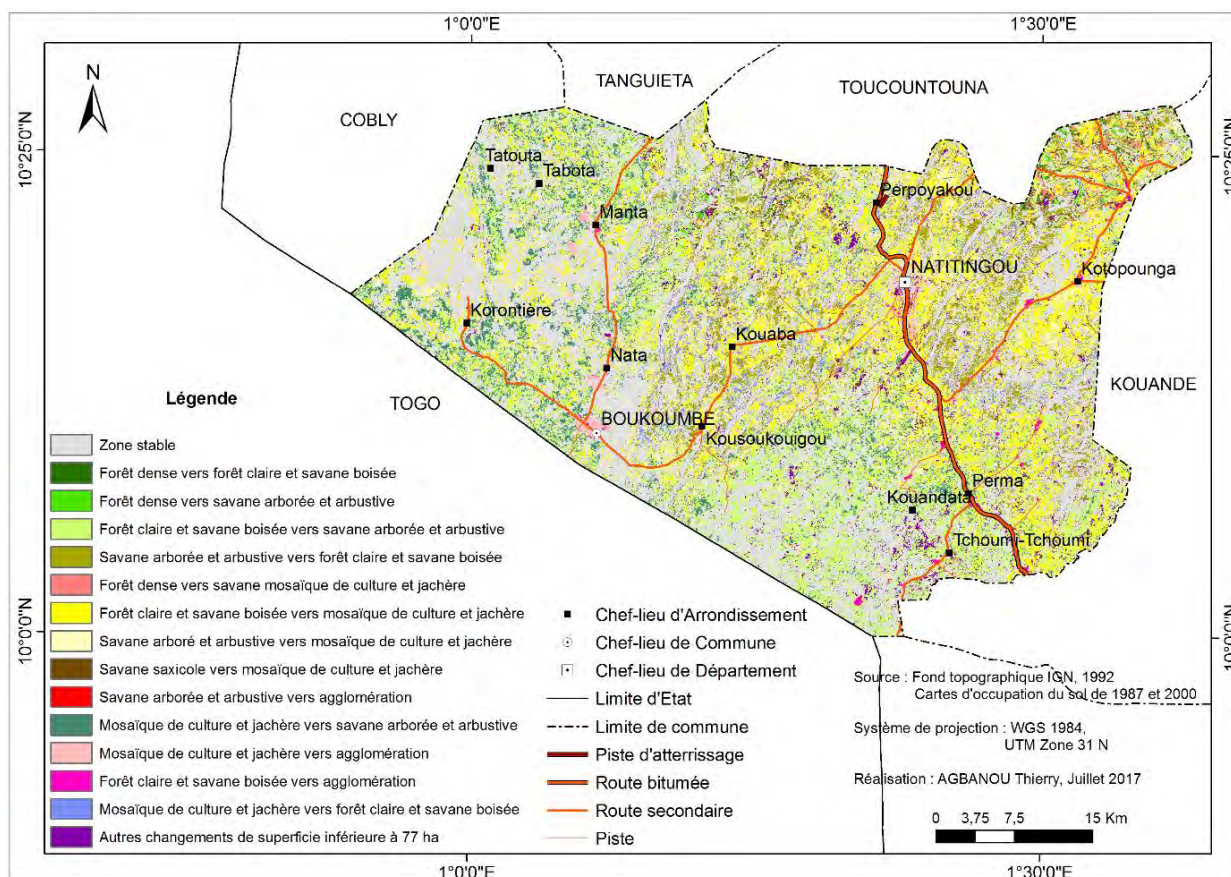 1°0'0"E
1°30'0"E
N
TANGUIETA
TOUCOUNTOUNA
COBLY
10°25'0"N
10°25'0"N
Tatouta
Tabota
Perpoyakou
Manta
NATITINGOU
Kotopounga
Korontière
Kouaba
Nata
KOUANDE
TOGO
BOUKOUMBE
Kousoukouigou
Perma
Kouandata
Tchoumi-Tchoumi
10°0'0"N
10°0'0"N
Légende
Zone stable
Forêt dense vers forêt claire et savane boisée
Forêt dense vers savane arborée et arbustive
Forêt claire et savane boisée vers savane arborée et arbustive
Savane arborée et arbustive vers forêt claire et savane boisée
Forêt dense vers savane mosaïque de culture et jachère
Forêt claire et savane boisée vers mosaïque de culture et jachère
Savane arboré et arbustive vers mosaïque de culture et jachère
Savane saxicole vers mosaïque de culture et jachère
Savane arborée et arbustive vers agglomération
Mosaïque de culture et jachère vers savane arborée et arbustive
Mosaïque de culture et jachère vers agglomération
Forêt claire et savane boisée vers agglomération
Mosaïque de culture et jachère vers forêt claire et savane boisée
Autres changements de superficie inférieure à 77 ha
Chef-lieu d'Arrondissement
Chef-lieu de Commune
Chef-lieu de Département
Limite d'Etat
Limite de commune
Piste d'atterrissage
Route bitumée
Route secondaire
Piste
Source : Fond topographique IGN, 1992
Cartes d'occupation du sol de 1987 et 2000
Système de projection : WGS 1984,
UTM Zone 31 N
Réalisation : AGBANOU Thierry, Juillet 2017
0 3,75 7,5 15 Km
1°0'0"E
1°30'0"E